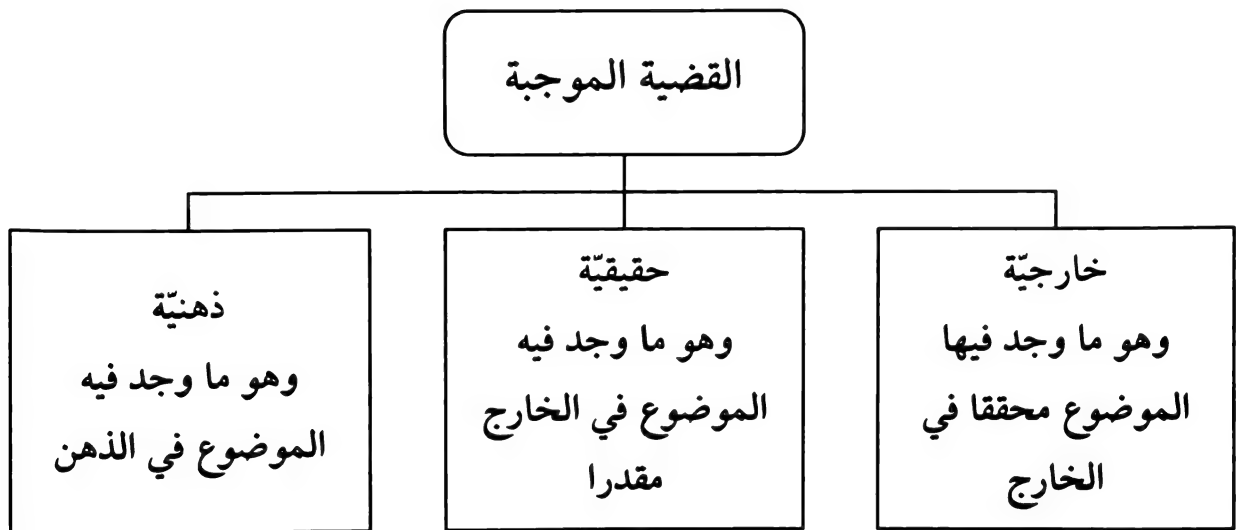 القضية الموجبة
خارجيّة
وهو ما وجد فيها
الموضوع محققا في
الخارج
حقيقيّة
وهو ما وجد فيه
الموضوع في الخارج
مقدرا
ذهنيّة
وهو ما وجد فيه
الموضوع في الذهن